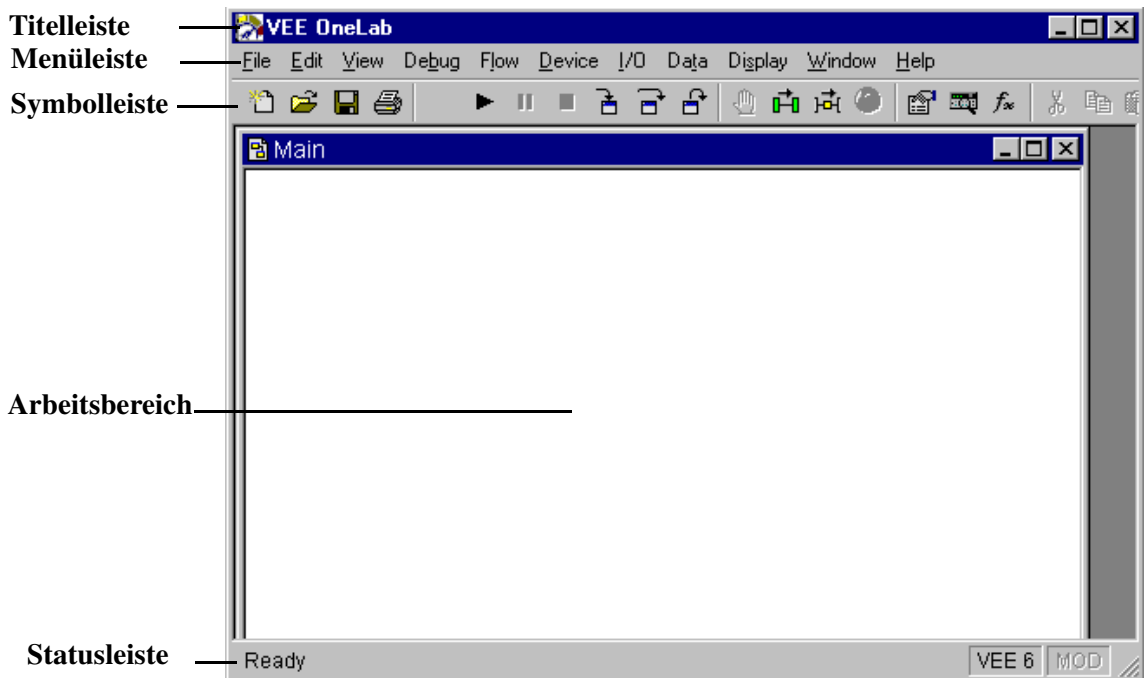 Titelleiste
VEE OneLab
Menüleiste
File Edit View Debug Flow Device I/O Data Display Window Help
Symbolleiste
fx
Main
Arbeitsbereich
Statusleiste
Ready
VEE 6 MOD